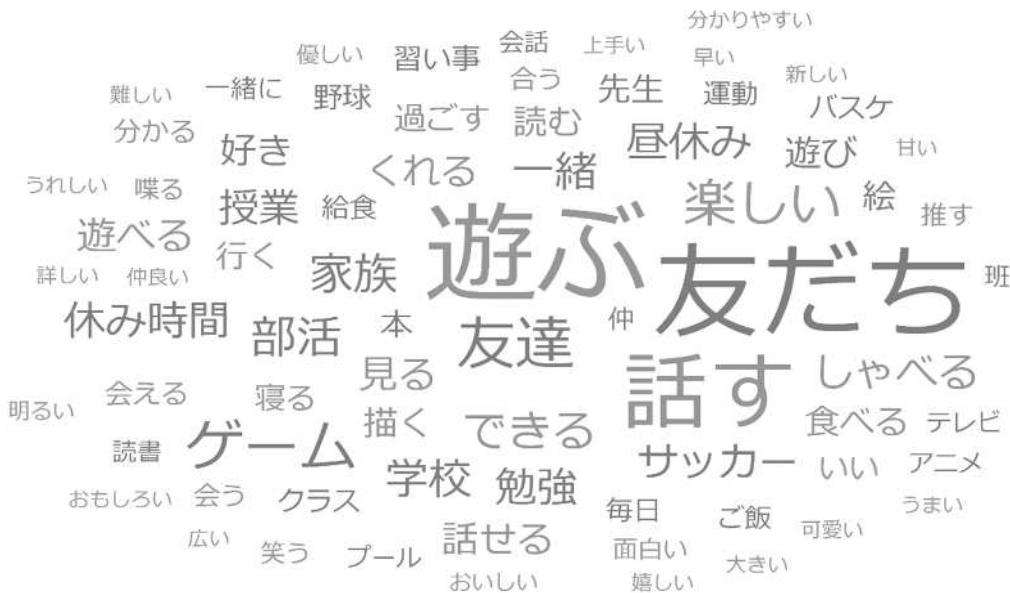 分かりやすい
優しい 習い事 会話 上手い 早い
難しい 一緒に 野球 合う 先生 運動 新しい
分かる 好き 過ごす 読む 昼休み 遊び バスケ
うれしい 喋る くれる 一緒 甘い
授業 給食 楽しい 絵 推す
遊べる 行く 家族 遊ぶ 友だち 班
詳しい 仲良い
休み時間 部活 本 友達 仲
会える 寝る 見る 話す しゃべる
明るい 描く できる 食べる テレビ
読書 ゲーム 学校 勉強 サッカー いい アニメ
おもしろい 会う クラス 毎日 ご飯 うまい
広い 笑う プール 話せる 面白い 可愛い
おいしい 嬉しい 大きい